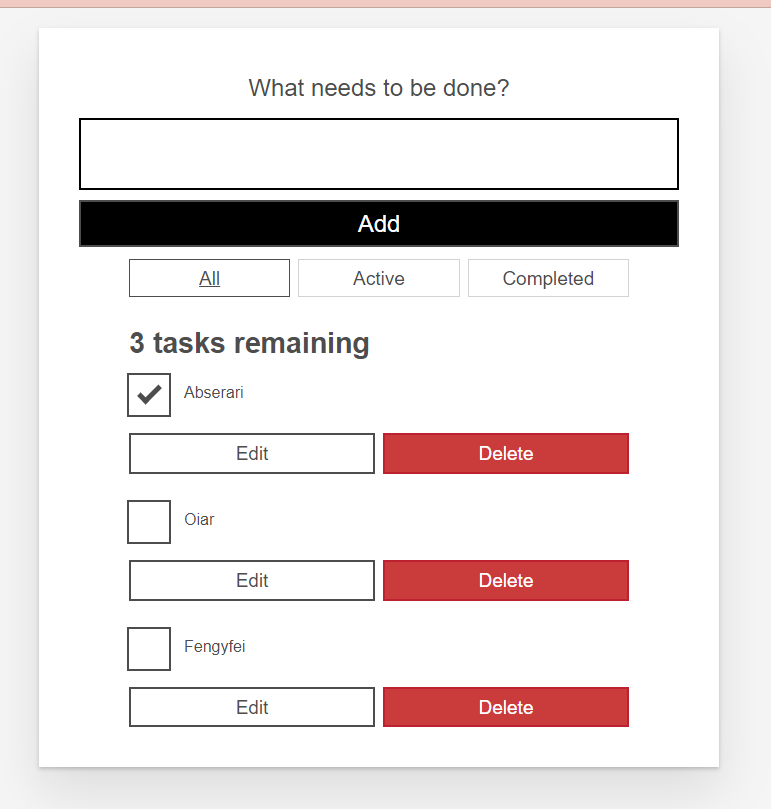 What needs to be done?
Add
All Active Completed
3 tasks remaining
Abserari
Edit Delete
Oiar
Edit Delete
Fengyfei
Edit Delete